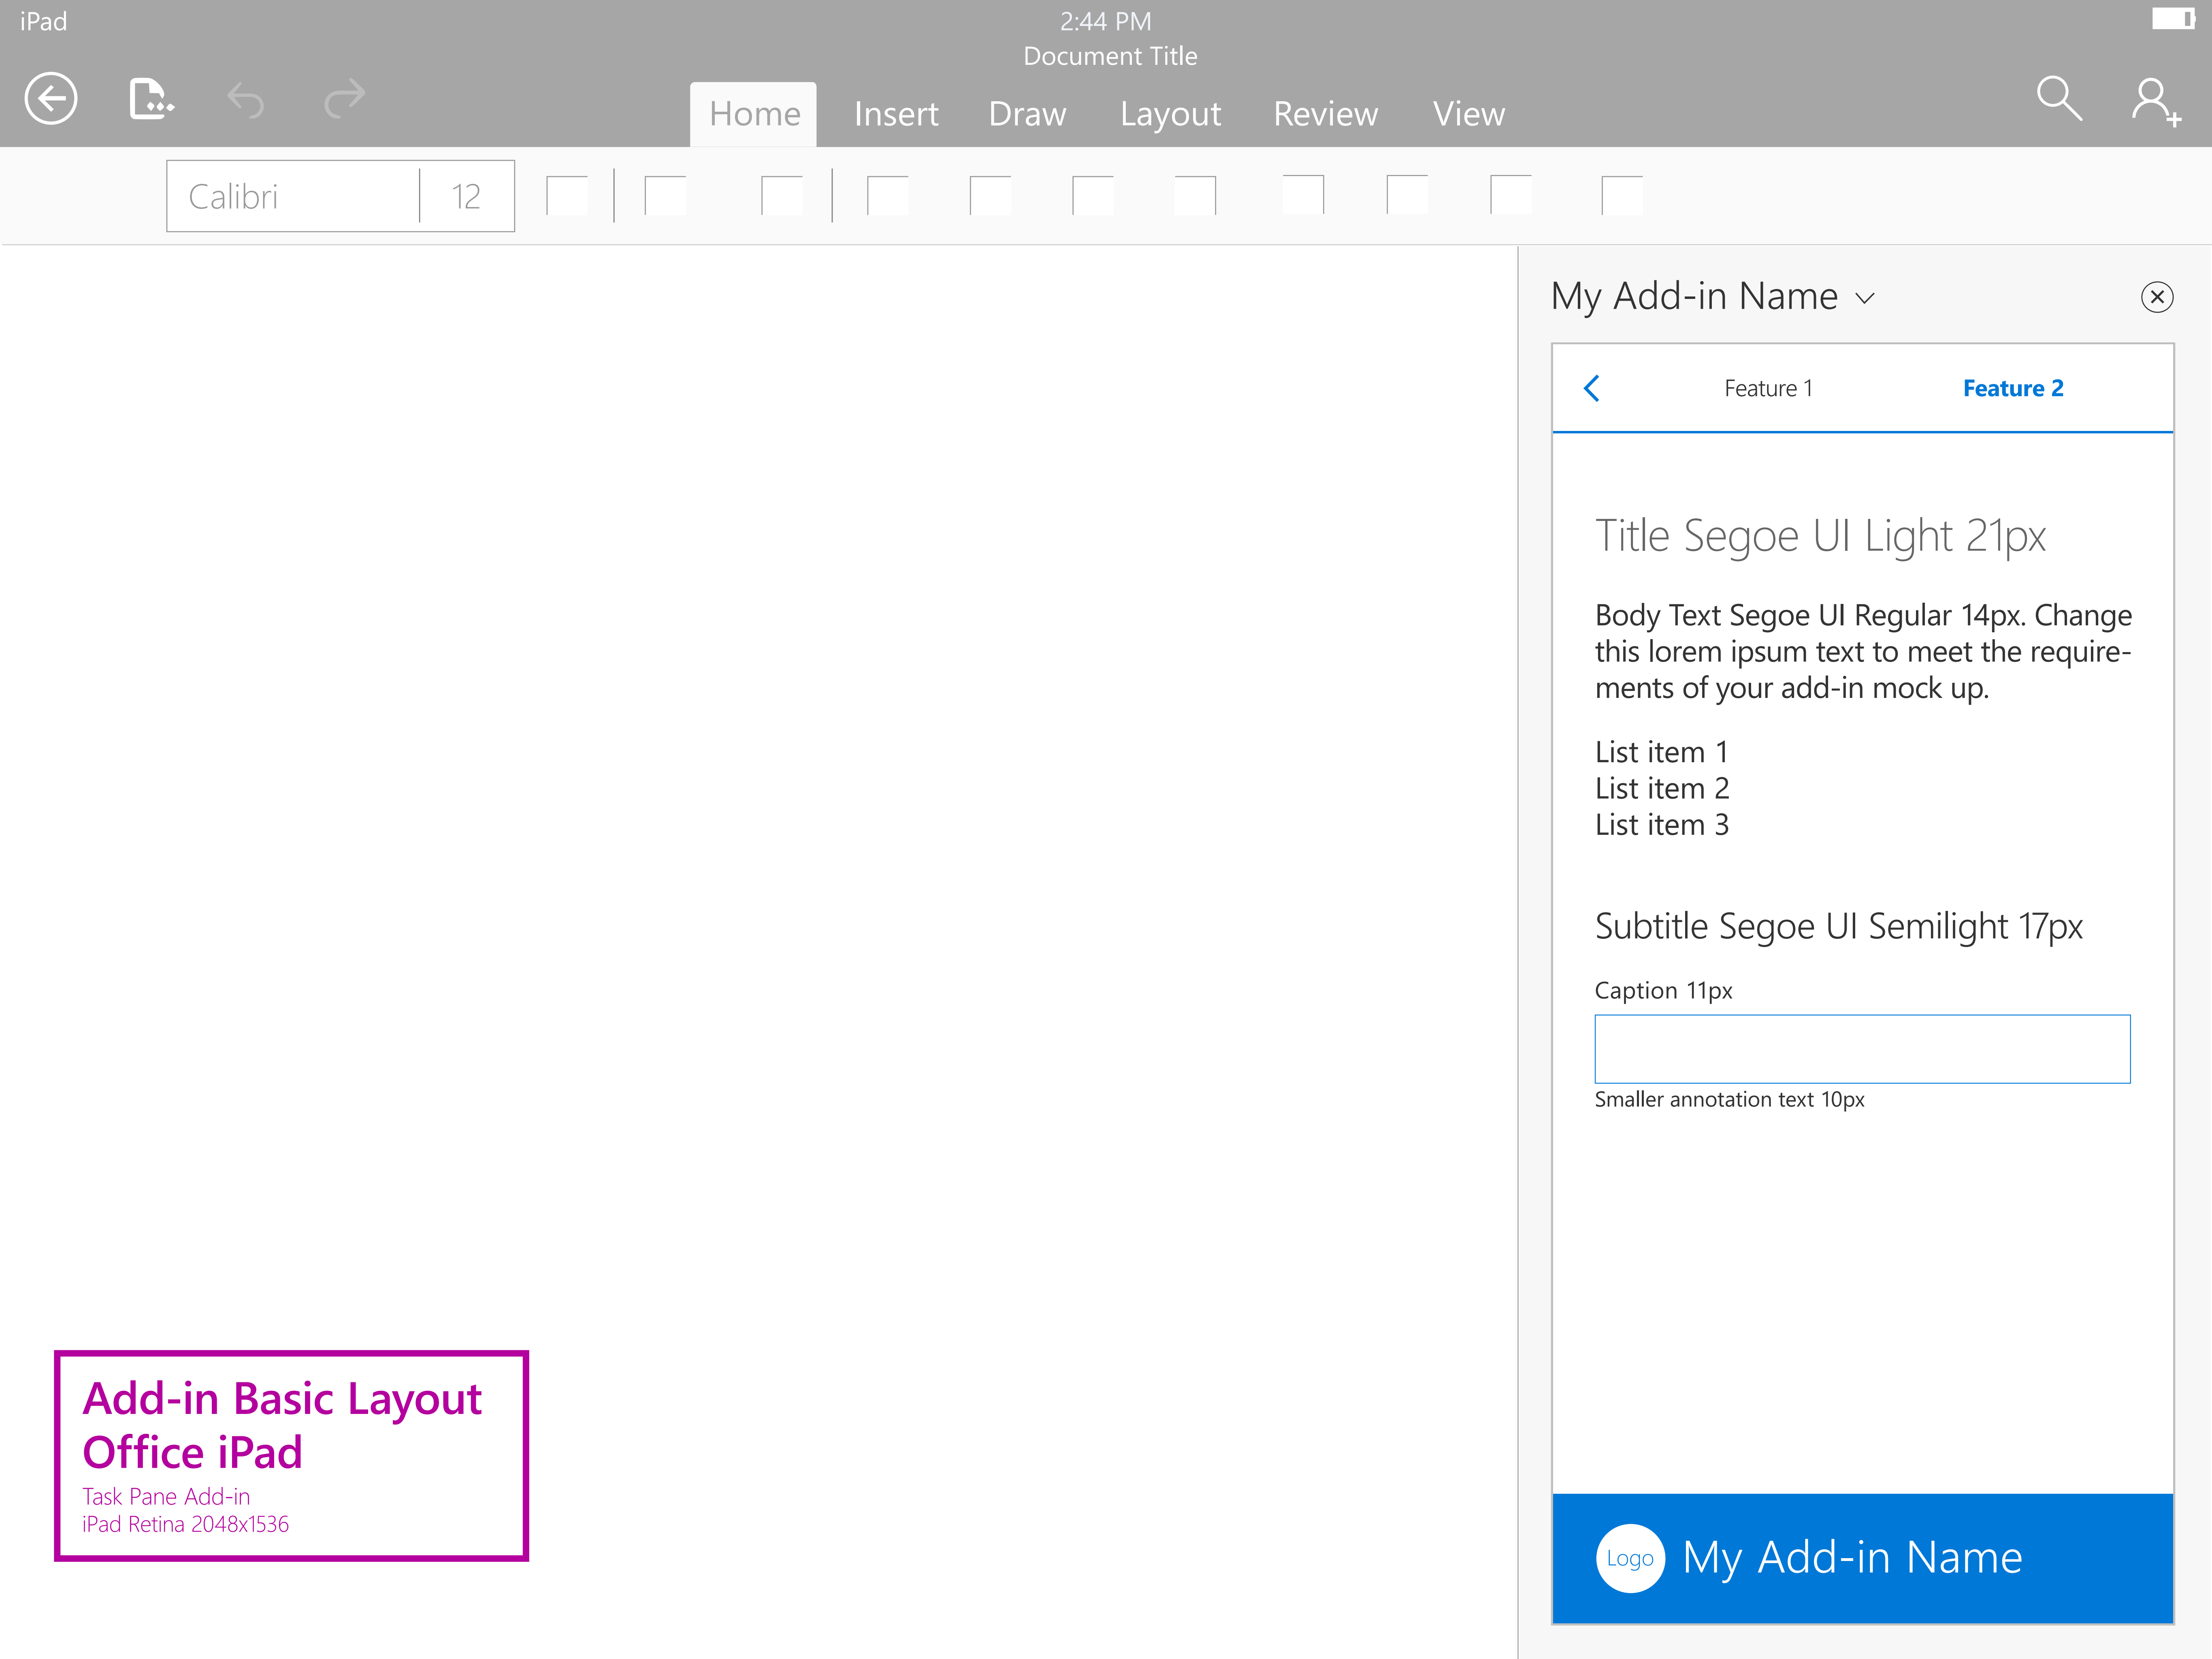 iPad
2:44 PM
Document Title
Home Insert Draw Layout Review View
Calibri 12
My Add-in Name
Feature 1 Feature 2
Title Segoe UI Light 21px
Body Text Segoe UI Regular 14px. Change
this lorem ipsum text to meet the require-
ments of your add-in mock up.
List item 1
List item 2
List item 3
Subtitle Segoe UI Semilight 17px
Caption 11px
Smaller annotation text 10px
Logo My Add-in Name
Add-in Basic Layout
Office iPad
Task Pane Add-in
iPad Retina 2048x1536